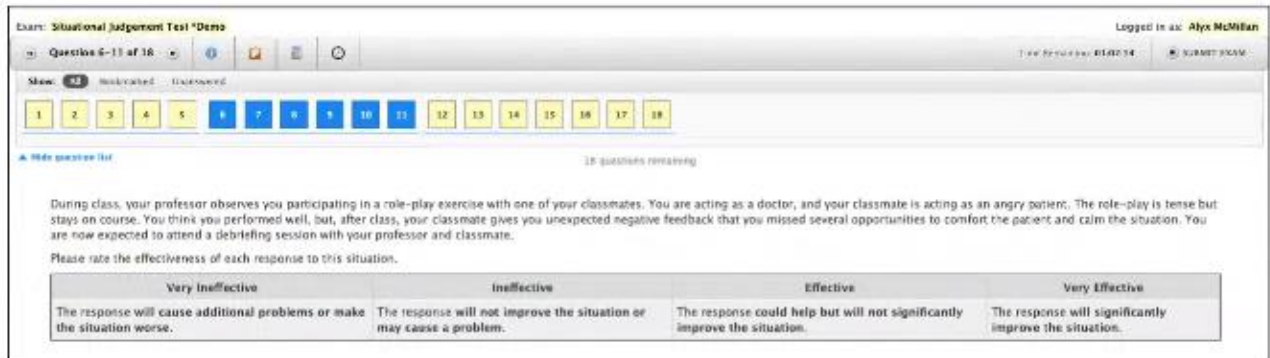 Exam: Situational Judgement Test *Demo
Logged in as: Alyx McMillan
Question 6-11 of 18
SUBMIT EXAM
Show: All Bookmarked Unanswered
1 2 3 4 5 6 7 8 9 10 11 12 13 14 15 16 17 18
Hide question list
18 questions remaining
During class, your professor observes you participating in a role-play exercise with one of your classmates. You are acting as a doctor, and your classmate is acting as an angry patient. The role-play is tense but
stays on course. You think you performed well, but, after class, your classmate gives you unexpected negative feedback that you missed several opportunities to comfort the patient and calm the situation. You
are now expected to attend a debriefing session with your professor and classmate.
Please rate the effectiveness of each response to this situation.
Very Ineffective Ineffective Effective Very Effective
The response will cause additional problems or make The response will not improve the situation or The response could help but will not significantly The response will significantly
the situation worse. may cause a problem. improve the situation. improve the situation.